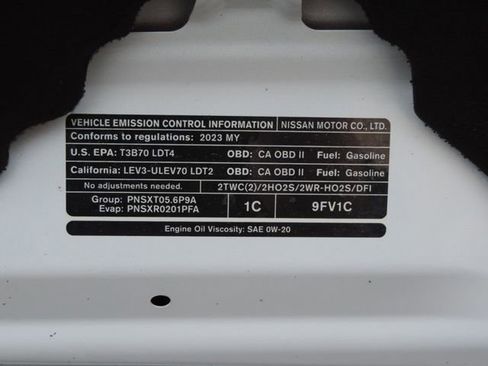 VEHICLE EMISSION CONTROL INFORMATION NISSAN MOTOR CO., LTD.
Conforms to regulations: 2023 MY
U.S. EPA: T3B70 LDT4 OBD: CA OBD II Fuel: Gasoline
California: LEV3-ULEV70 LDT2 OBD: CA OBD II Fuel: Gasoline
No adjustments needed. 2TWC(2)/2HO2S/2WR-HO2S/DFI
Group: PNSXT05.6P9A
Evap: PNSXR0201PFA 1C 9FV1C
Engine Oil Viscosity: SAE 0W-20